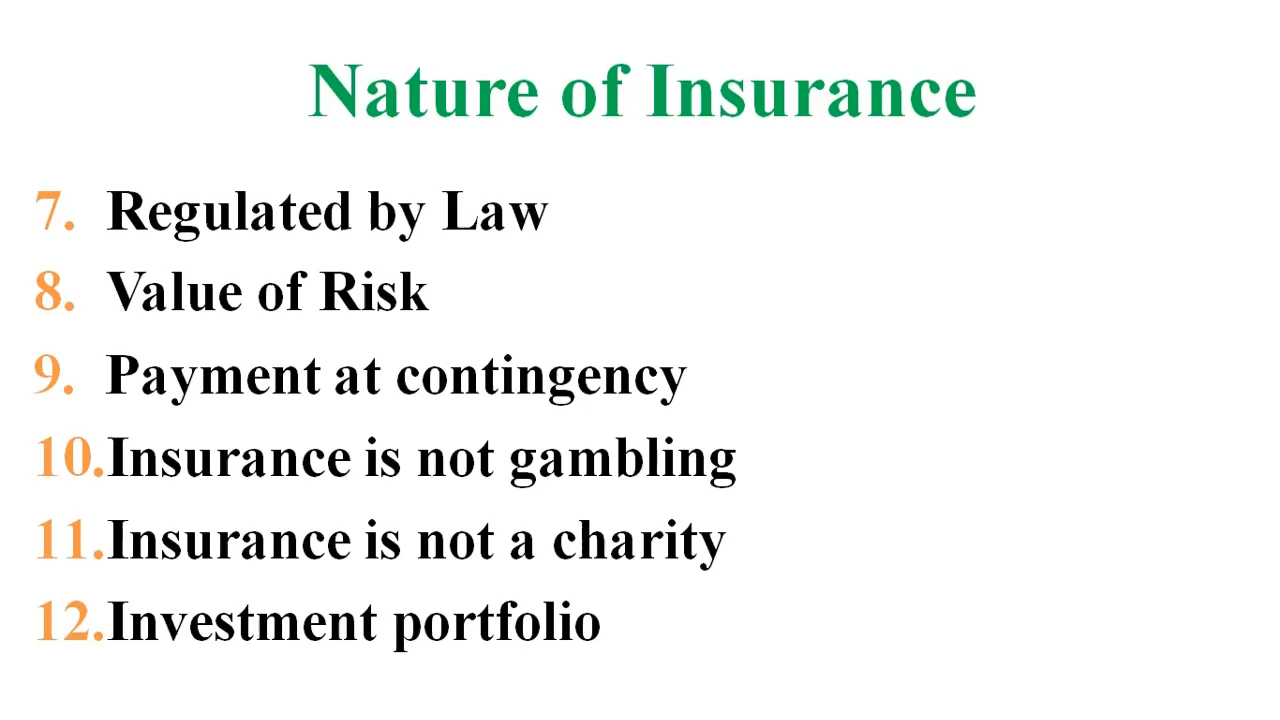 Nature of Insurance
7. Regulated by Law
8. Value of Risk
9. Payment at contingency
10.Insurance is not gambling
11.Insurance is not a charity
12.Investment portfolio